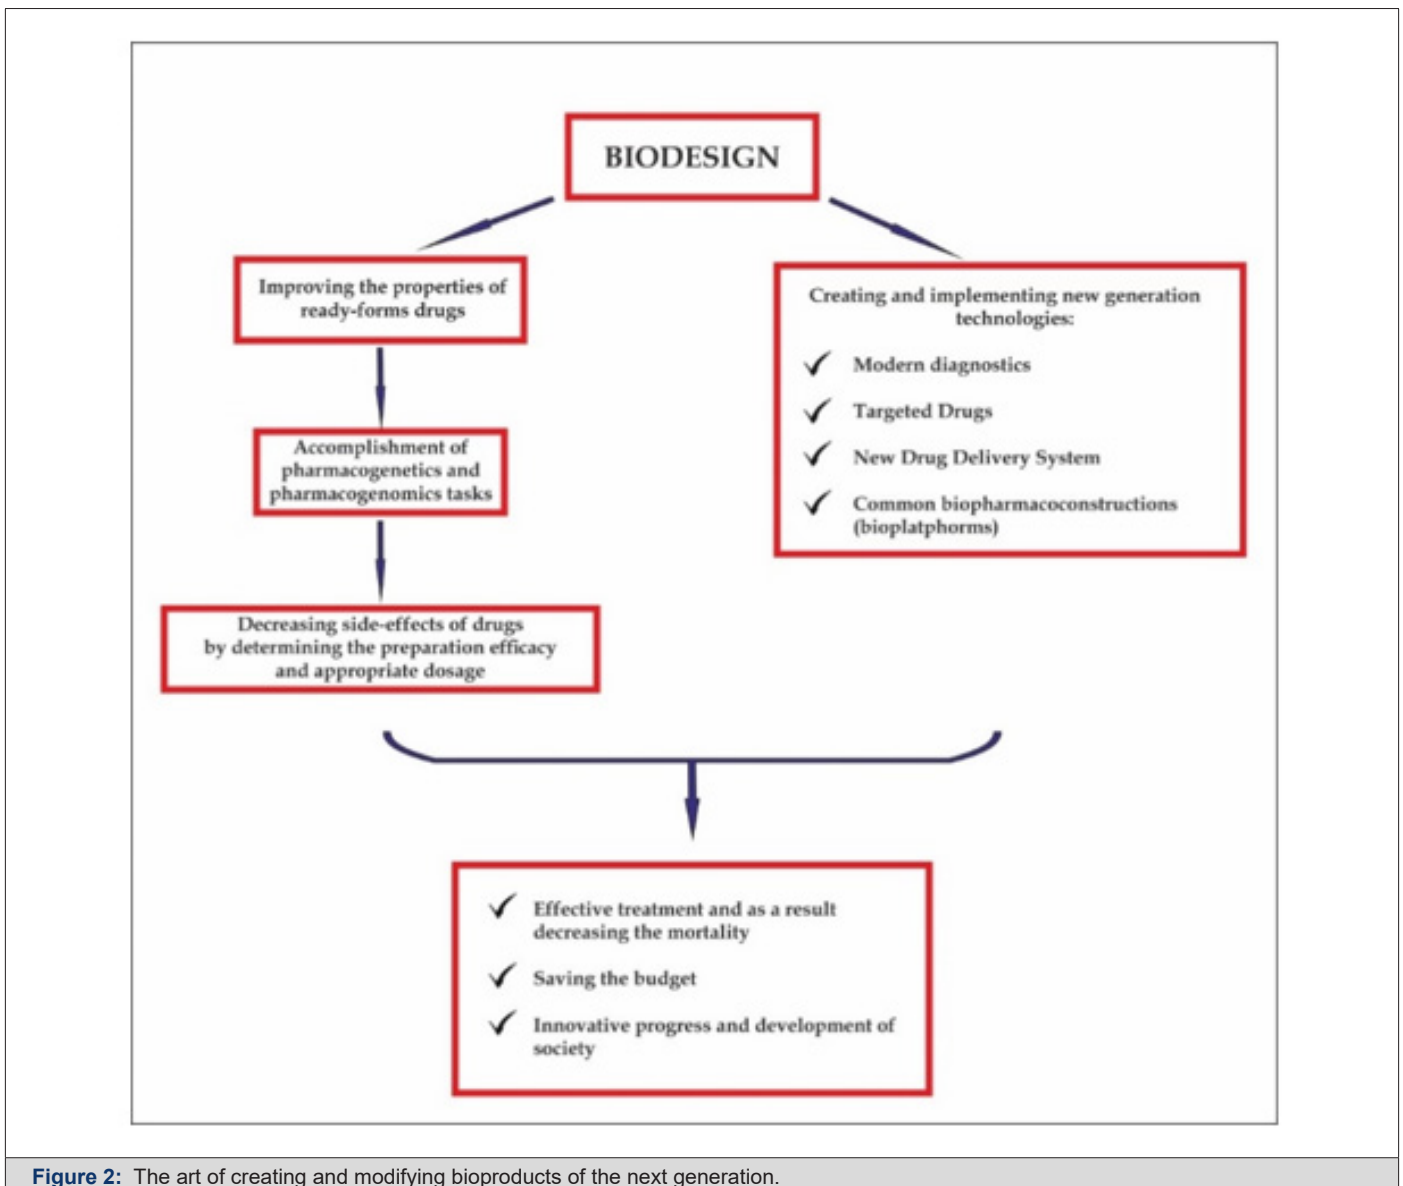 BIODESIGN
Improving the properties of
ready-forms drugs
Accomplishment of
pharmacogenetics and
pharmacogenomics tasks
Decreasing side-effects of drugs
by determining the preparation efficacy
and appropriate dosage
Creating and implementing new generation
technologies:
Modern diagnostics
Targeted Drugs
New Drug Delivery System
Common biopharmacoconstructions
(bioplatphorms)
Effective treatment and as a result
decreasing the mortality
Saving the budget
Innovative progress and development of
society
Figure 2: The art of creating and modifying bioproducts of the next generation.